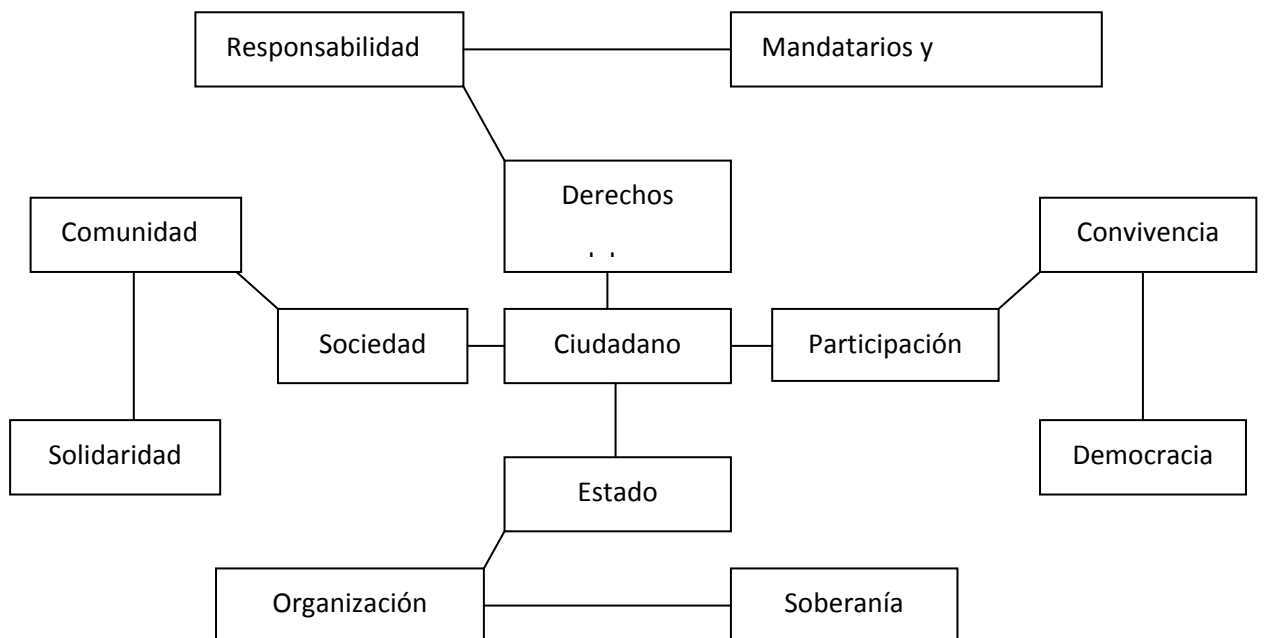 Responsabilidad
Mandatarios y
Derechos
Comunidad
Convivencia
Sociedad
Ciudadano
Participación
Solidaridad
Democracia
Estado
Organización
Soberanía